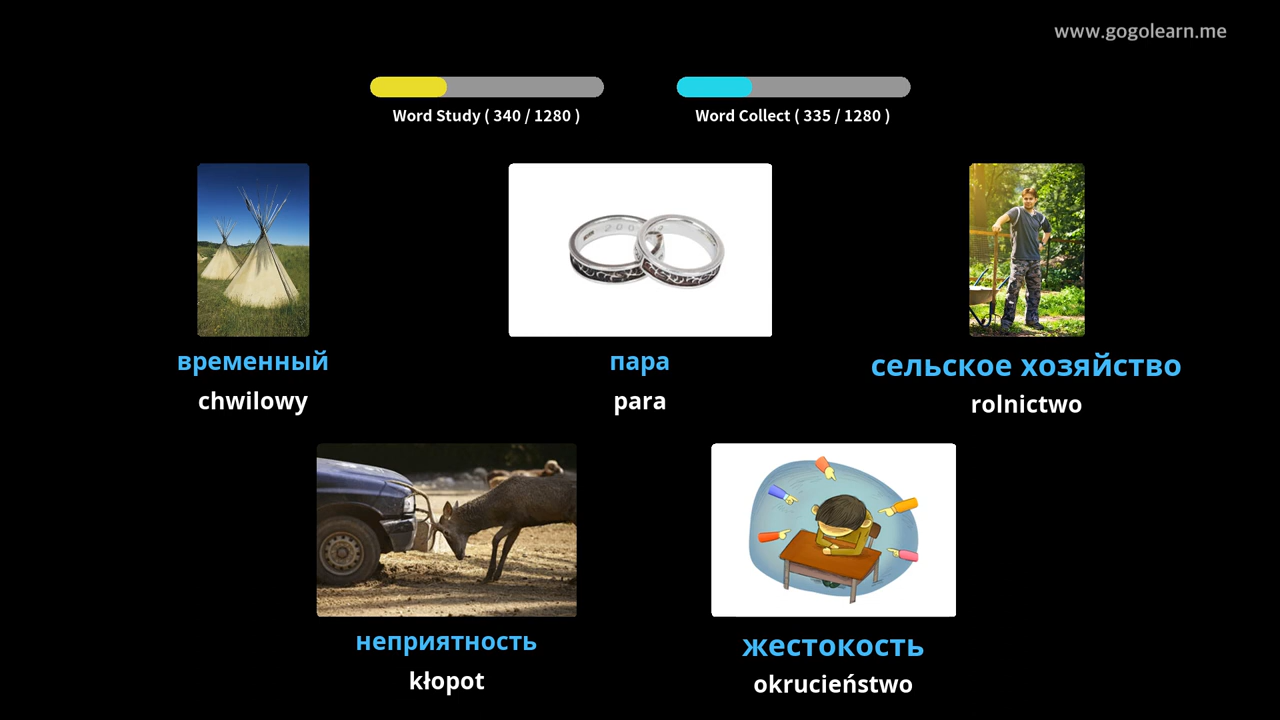 www.gogolearn.me
Word Study ( 340 / 1280 )
Word Collect ( 335 / 1280 )
временный
chwilowy
пара
para
сельское хозяйство
rolnictwo
неприятность
kłopot
жестокость
okrucieństwo